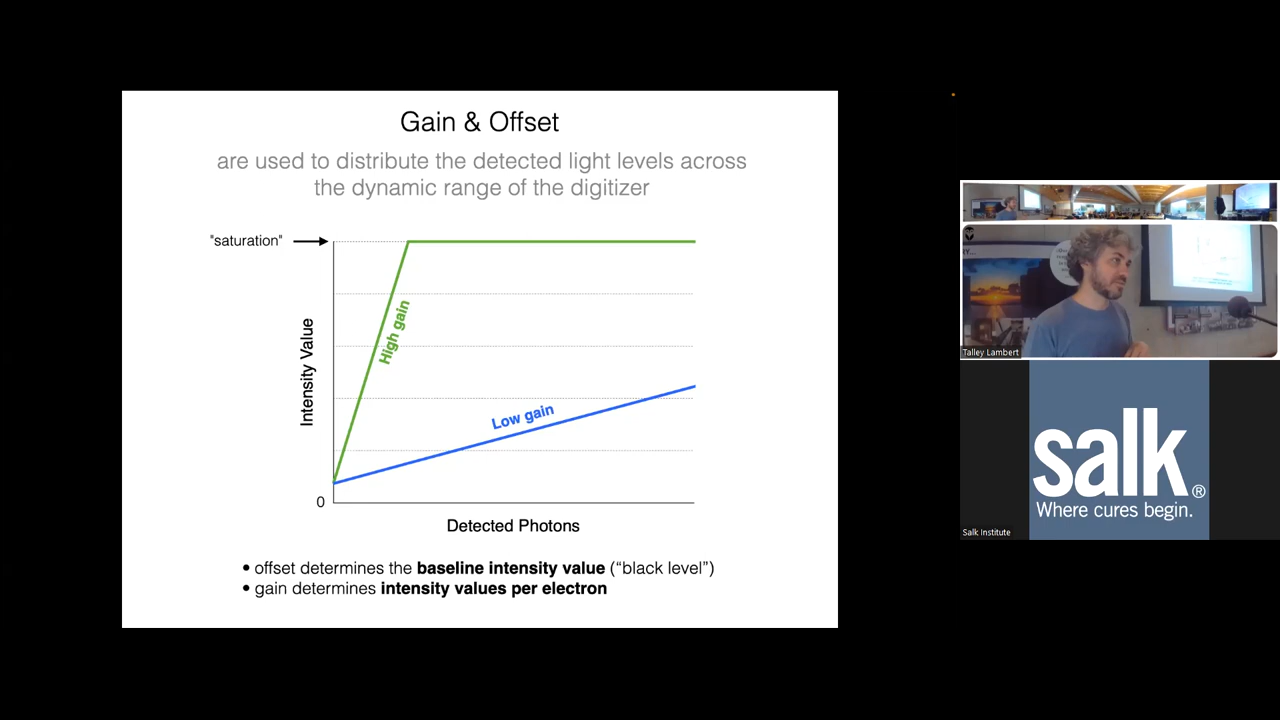 Gain & Offset
are used to distribute the detected light levels across
the dynamic range of the digitizer
"saturation"
High gain
Low gain
Intensity Value
0
Detected Photons
• offset determines the baseline intensity value (“black level”)
• gain determines intensity values per electron
Talley Lambert
salk®
Where cures begin.
Salk Institute